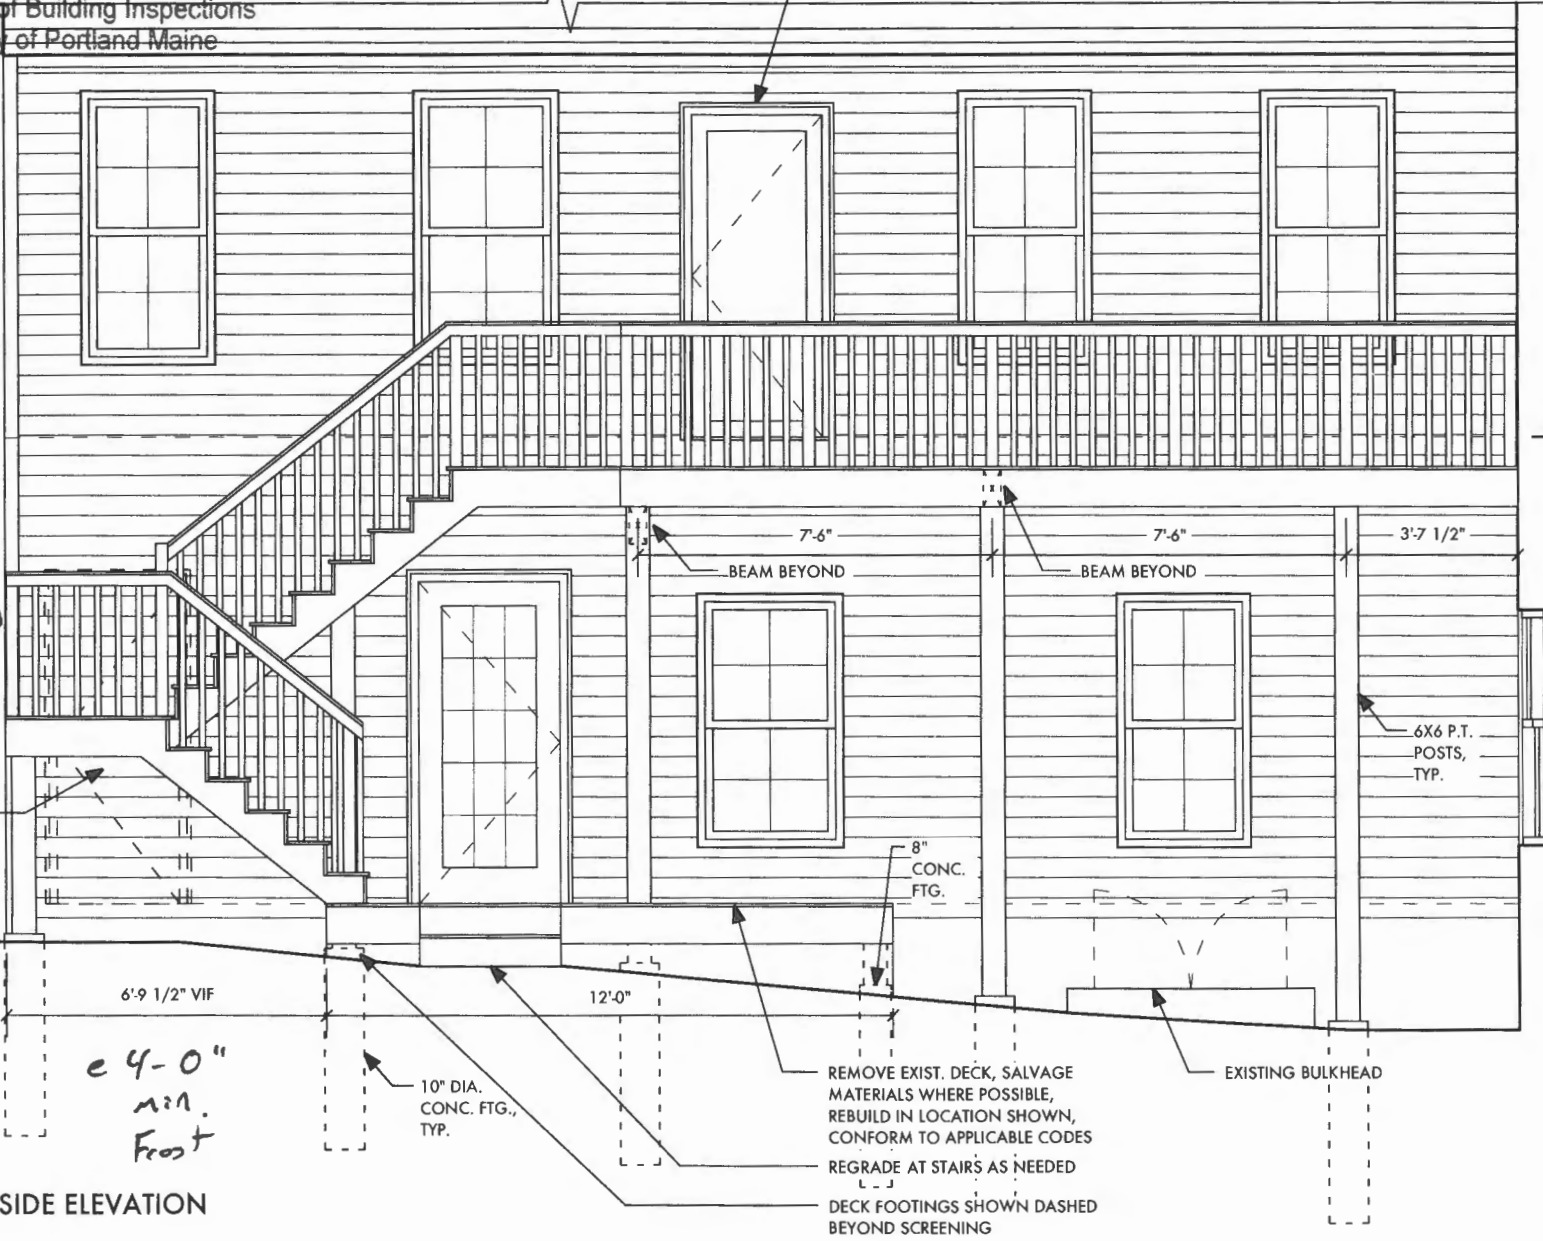 of Building Inspections
of Portland Maine
7'-6"
7'-6"
3'-7 1/2"
BEAM BEYOND
BEAM BEYOND
6X6 P.T.
POSTS,
TYP.
8"
CONC.
FTG.
6'-9 1/2" VIF
12'-0"
e 4-0"
min.
Frost
10" DIA.
CONC. FTG.,
TYP.
REMOVE EXIST. DECK, SALVAGE
MATERIALS WHERE POSSIBLE,
REBUILD IN LOCATION SHOWN,
CONFORM TO APPLICABLE CODES
EXISTING BULKHEAD
REGRADE AT STAIRS AS NEEDED
DECK FOOTINGS SHOWN DASHED
BEYOND SCREENING
SIDE ELEVATION